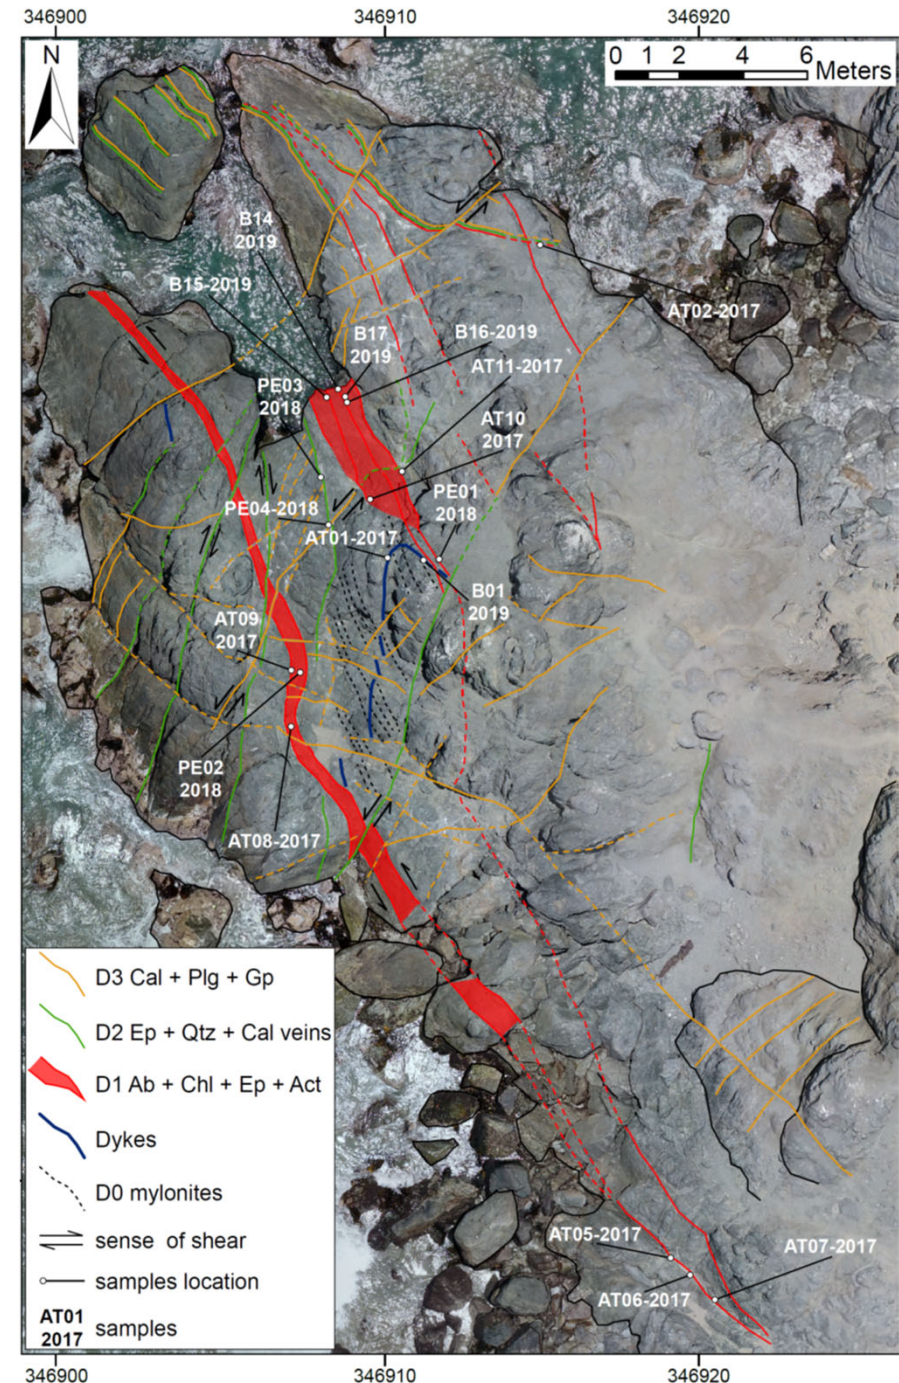 346900 346910 346920
N
0 1 2 4 6 Meters
B14
2019
B15-2019
AT02-2017
B17
2019
B16-2019
AT11-2017
PE03
2018
AT10
2017
PE01
2018
PE04-2018
AT01-2017
B01
2019
AT09
2017
PE02
2018
AT08-2017
D3 Cal + Plg + Gp
D2 Ep + Qtz + Cal veins
D1 Ab + Chl + Ep + Act
Dykes
D0 mylonites
sense of shear
samples location
AT01
2017 samples
AT05-2017
AT07-2017
AT06-2017
346900 346910 346920